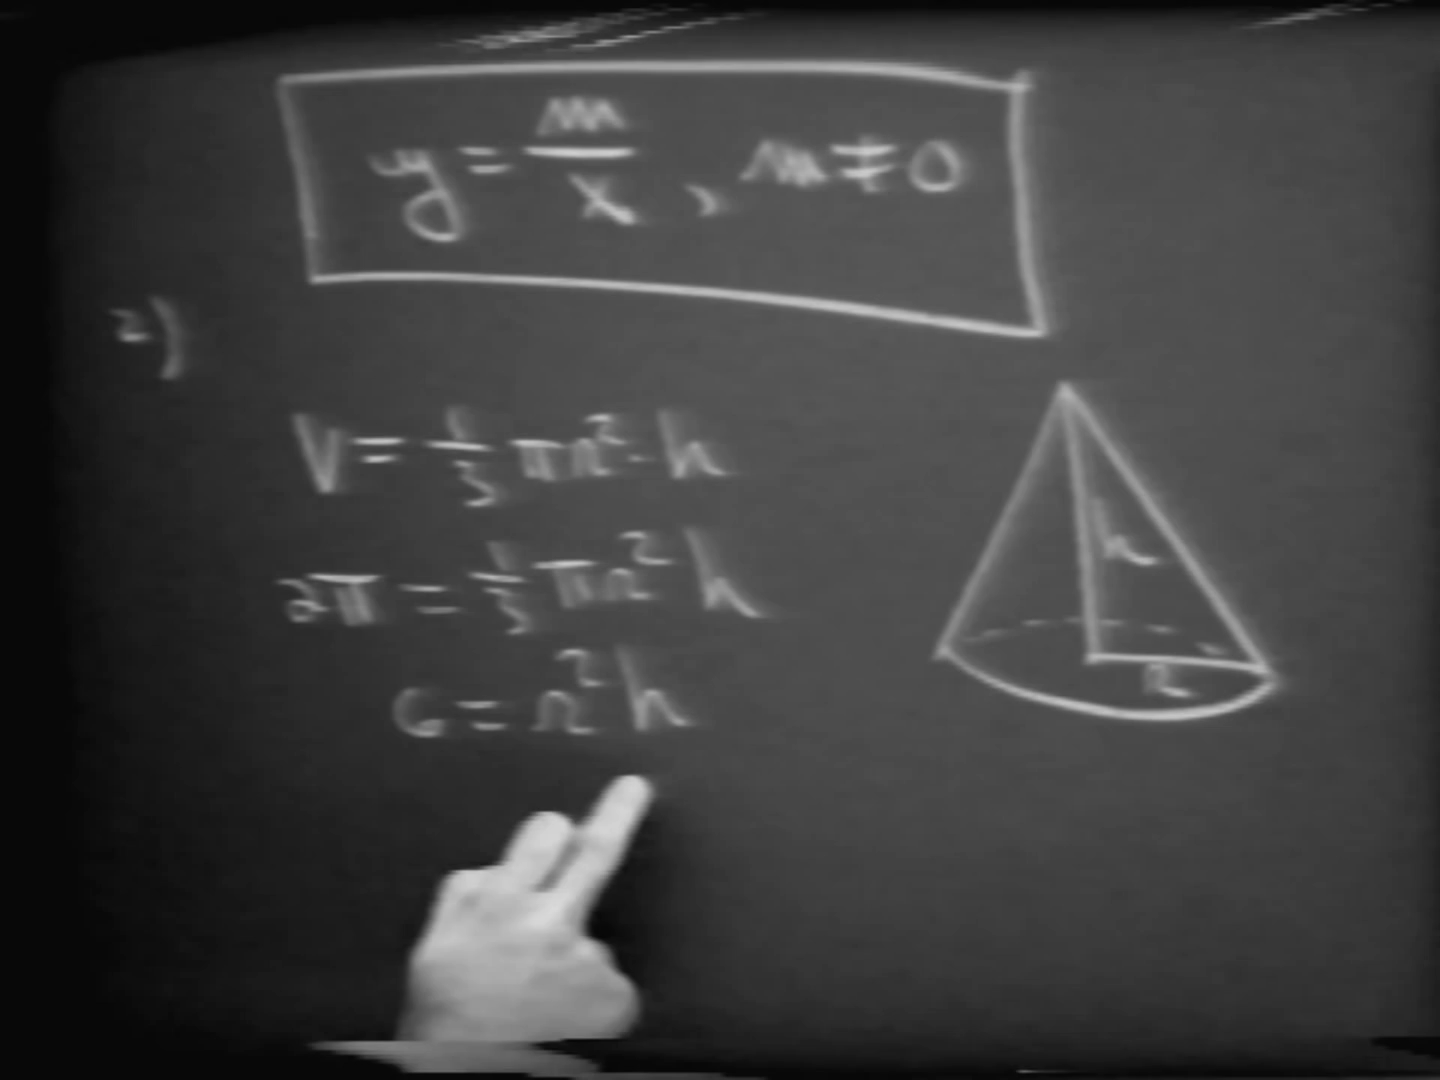 y = m/x , m ≠ 0
2)
V = 1/3 πr² · h
2π = 1/3 πr² h
6 = r² h
h
r